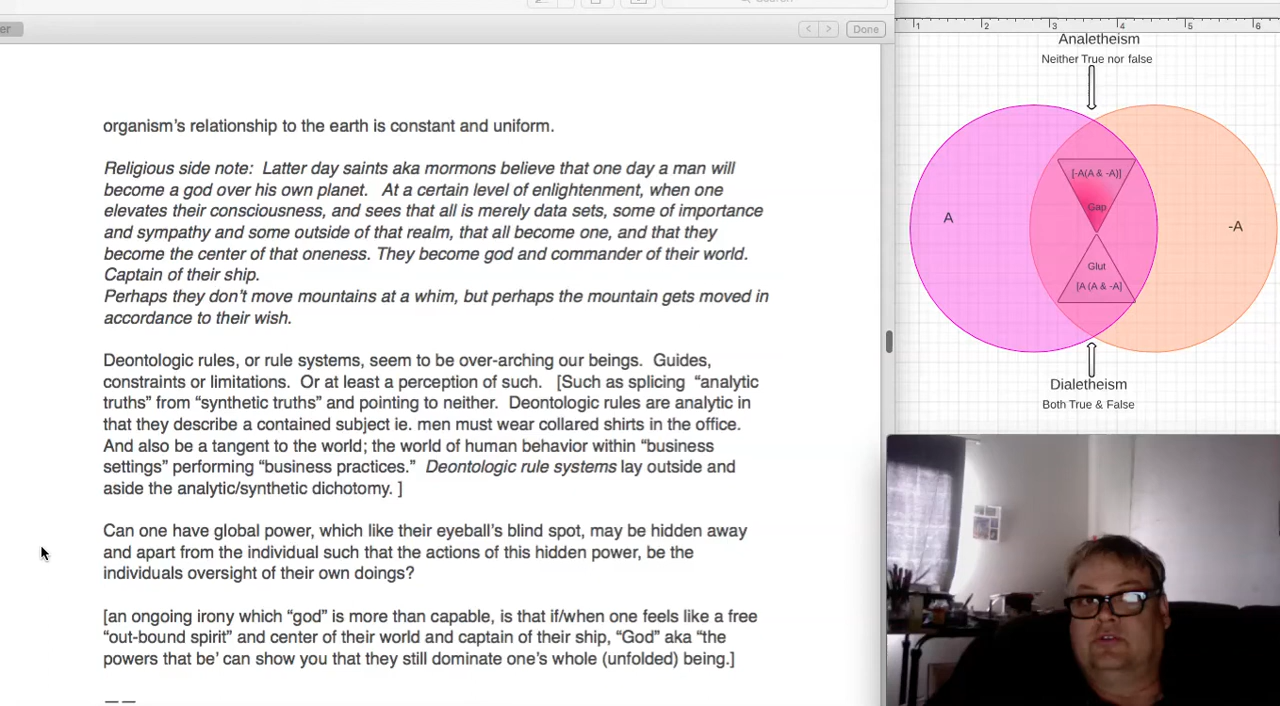 Search
er
Done
1 2 3 4 5 6
organism's relationship to the earth is constant and uniform.
Religious side note:  Latter day saints aka mormons believe that one day a man will
become a god over his own planet.   At a certain level of enlightenment, when one
elevates their consciousness, and sees that all is merely data sets, some of importance
and sympathy and some outside of that realm, that all become one, and that they
become the center of that oneness. They become god and commander of their world.
Captain of their ship.
Perhaps they don't move mountains at a whim, but perhaps the mountain gets moved in
accordance to their wish.
Deontologic rules, or rule systems, seem to be over-arching our beings.  Guides,
constraints or limitations.  Or at least a perception of such.   [Such as splicing  “analytic
truths” from “synthetic truths” and pointing to neither.  Deontologic rules are analytic in
that they describe a contained subject ie. men must wear collared shirts in the office.
And also be a tangent to the world; the world of human behavior within “business
settings” performing “business practices.”  Deontologic rule systems lay outside and
aside the analytic/synthetic dichotomy. ]
Can one have global power, which like their eyeball's blind spot, may be hidden away
and apart from the individual such that the actions of this hidden power, be the
individuals oversight of their own doings?
[an ongoing irony which “god” is more than capable, is that if/when one feels like a free
“out-bound spirit” and center of their world and captain of their ship, “God” aka “the
powers that be' can show you that they still dominate one's whole (unfolded) being.]
— —
Analetheism
Neither True nor false
[-A(A & -A)]
Gap
A
-A
Glut
[A (A & -A]
Dialetheism
Both True & False